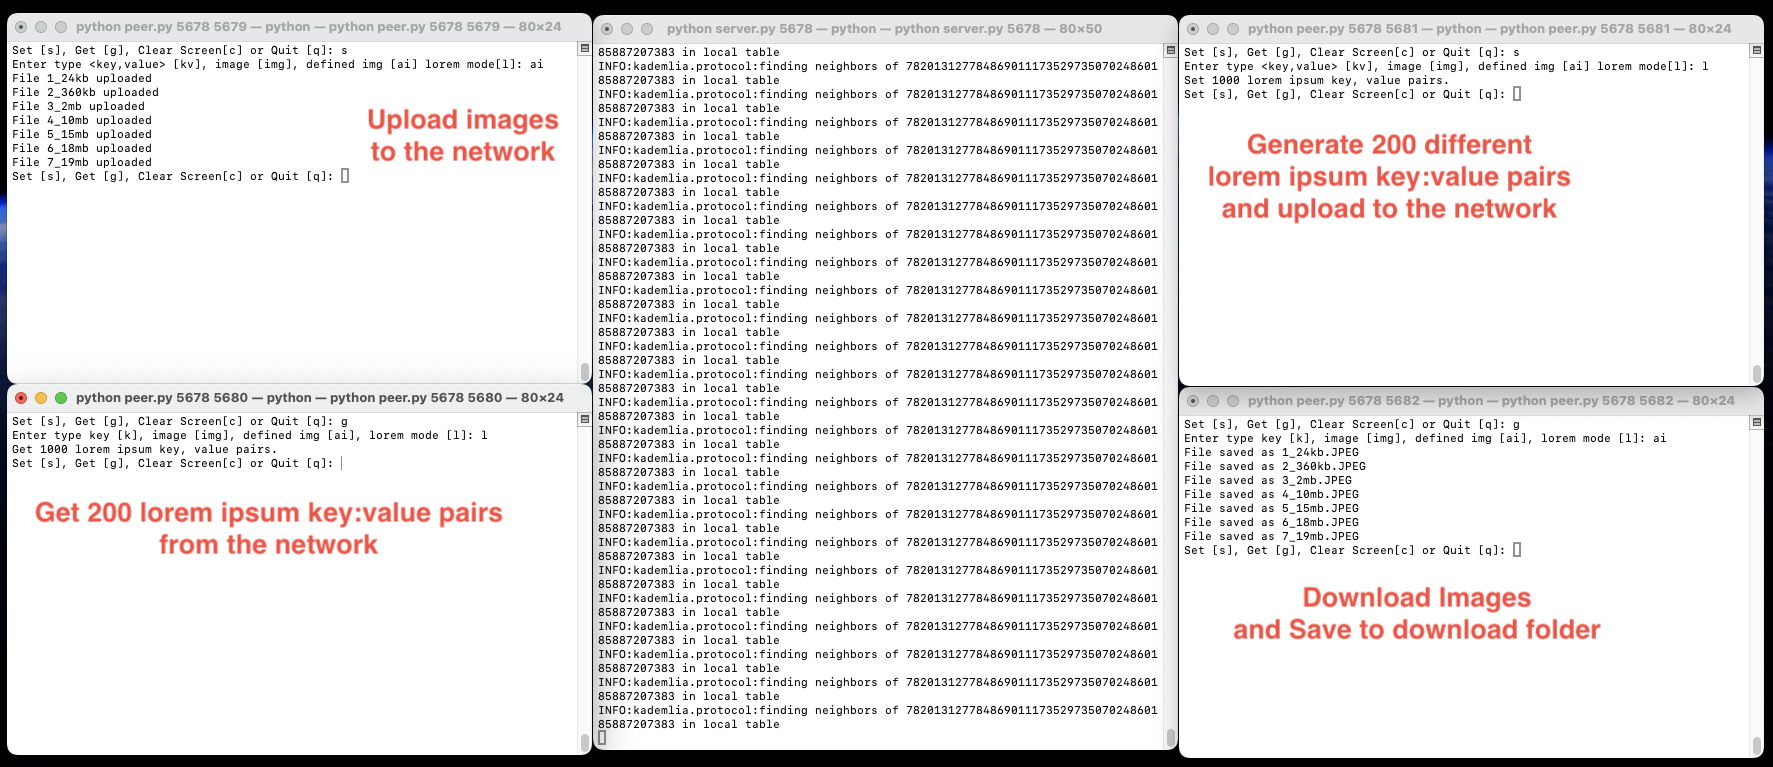 python peer.py 5678 5679 — python — python peer.py 5678 5679 — 80×24
Set [s], Get [g], Clear Screen[c] or Quit [q]: s
Enter type <key,value> [kv], image [img], defined img [ai] lorem mode[l]: ai
File 1_24kb uploaded
File 2_360kb uploaded
File 3_2mb uploaded
File 4_10mb uploaded
File 5_15mb uploaded
File 6_18mb uploaded
File 7_19mb uploaded
Set [s], Get [g], Clear Screen[c] or Quit [q]:
Upload images
to the network
python peer.py 5678 5680 — python — python peer.py 5678 5680 — 80×24
Set [s], Get [g], Clear Screen[c] or Quit [q]: g
Enter type key [k], image [img], defined img [ai], lorem mode [l]: l
Get 1000 lorem ipsum key, value pairs.
Set [s], Get [g], Clear Screen[c] or Quit [q]:
Get 200 lorem ipsum key:value pairs
from the network
python server.py 5678 — python — python server.py 5678 — 80×50
85887207383 in local table
INFO:kademlia.protocol:finding neighbors of 782013127784869011173529735070248601
85887207383 in local table
INFO:kademlia.protocol:finding neighbors of 782013127784869011173529735070248601
85887207383 in local table
INFO:kademlia.protocol:finding neighbors of 782013127784869011173529735070248601
85887207383 in local table
INFO:kademlia.protocol:finding neighbors of 782013127784869011173529735070248601
85887207383 in local table
INFO:kademlia.protocol:finding neighbors of 782013127784869011173529735070248601
85887207383 in local table
INFO:kademlia.protocol:finding neighbors of 782013127784869011173529735070248601
85887207383 in local table
INFO:kademlia.protocol:finding neighbors of 782013127784869011173529735070248601
85887207383 in local table
INFO:kademlia.protocol:finding neighbors of 782013127784869011173529735070248601
85887207383 in local table
INFO:kademlia.protocol:finding neighbors of 782013127784869011173529735070248601
85887207383 in local table
INFO:kademlia.protocol:finding neighbors of 782013127784869011173529735070248601
85887207383 in local table
INFO:kademlia.protocol:finding neighbors of 782013127784869011173529735070248601
85887207383 in local table
INFO:kademlia.protocol:finding neighbors of 782013127784869011173529735070248601
85887207383 in local table
INFO:kademlia.protocol:finding neighbors of 782013127784869011173529735070248601
85887207383 in local table
INFO:kademlia.protocol:finding neighbors of 782013127784869011173529735070248601
85887207383 in local table
INFO:kademlia.protocol:finding neighbors of 782013127784869011173529735070248601
85887207383 in local table
INFO:kademlia.protocol:finding neighbors of 782013127784869011173529735070248601
85887207383 in local table
INFO:kademlia.protocol:finding neighbors of 782013127784869011173529735070248601
85887207383 in local table
INFO:kademlia.protocol:finding neighbors of 782013127784869011173529735070248601
85887207383 in local table
INFO:kademlia.protocol:finding neighbors of 782013127784869011173529735070248601
85887207383 in local table
INFO:kademlia.protocol:finding neighbors of 782013127784869011173529735070248601
85887207383 in local table
INFO:kademlia.protocol:finding neighbors of 782013127784869011173529735070248601
85887207383 in local table
INFO:kademlia.protocol:finding neighbors of 782013127784869011173529735070248601
85887207383 in local table
INFO:kademlia.protocol:finding neighbors of 782013127784869011173529735070248601
85887207383 in local table
INFO:kademlia.protocol:finding neighbors of 782013127784869011173529735070248601
85887207383 in local table
python peer.py 5678 5681 — python — python peer.py 5678 5681 — 80×24
Set [s], Get [g], Clear Screen[c] or Quit [q]: s
Enter type <key,value> [kv], image [img], defined img [ai] lorem mode[l]: l
Set 1000 lorem ipsum key, value pairs.
Set [s], Get [g], Clear Screen[c] or Quit [q]:
Generate 200 different
lorem ipsum key:value pairs
and upload to the network
python peer.py 5678 5682 — python — python peer.py 5678 5682 — 80×24
Set [s], Get [g], Clear Screen[c] or Quit [q]: g
Enter type key [k], image [img], defined img [ai], lorem mode [l]: ai
File saved as 1_24kb.JPEG
File saved as 2_360kb.JPEG
File saved as 3_2mb.JPEG
File saved as 4_10mb.JPEG
File saved as 5_15mb.JPEG
File saved as 6_18mb.JPEG
File saved as 7_19mb.JPEG
Set [s], Get [g], Clear Screen[c] or Quit [q]:
Download Images
and Save to download folder